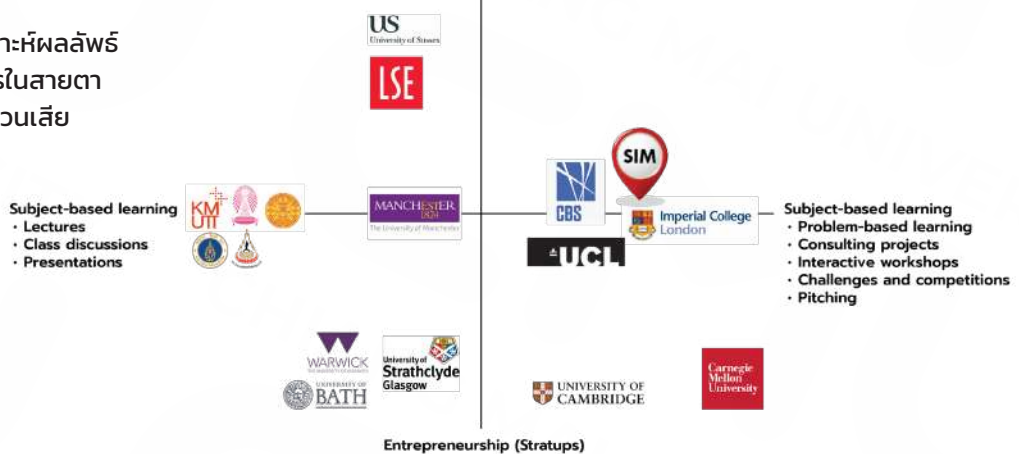 าะห์ผลลัพธ์
รในสายตา
วนเสีย
US
University of Sussex
LSE
SIM
CBS
Imperial College
London
UCL
KM
UTT
MANCHESTER
1824
The University of Manchester
Subject-based learning
• Lectures
• Class discussions
• Presentations
Subject-based learning
• Problem-based learning
• Consulting projects
• Interactive workshops
• Challenges and competitions
• Pitching
WARWICK
UNIVERSITY OF
BATH
University of
Strathclyde
Glasgow
UNIVERSITY OF
CAMBRIDGE
Carnegie
Mellon
University
Entrepreneurship (Stratups)